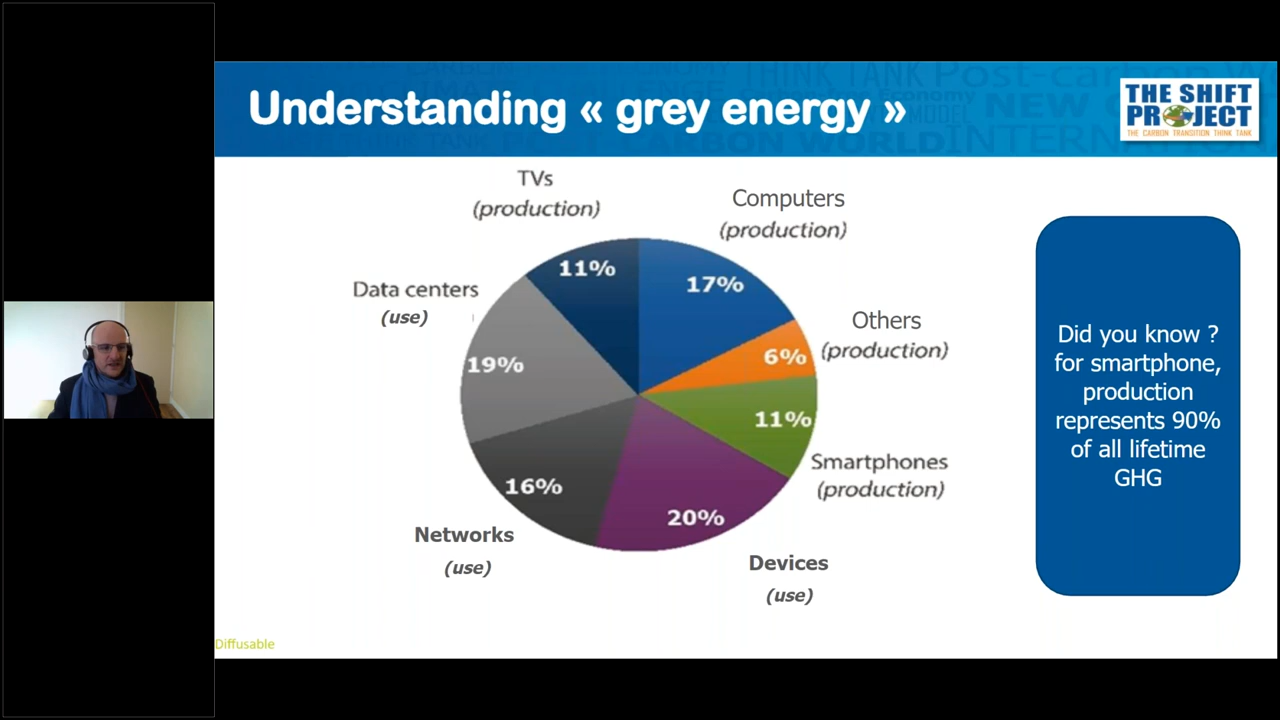 Understanding « grey energy »
THE SHIFT
PROJECT
THE CARBON TRANSITION THINK TANK
TVs
(production)
Computers
(production)
Data centers
(use)
Others
(production)
Smartphones
(production)
Networks
(use)
Devices
(use)
11%
17%
6%
19%
11%
16%
20%
Did you know ?
for smartphone,
production
represents 90%
of all lifetime
GHG
Diffusable